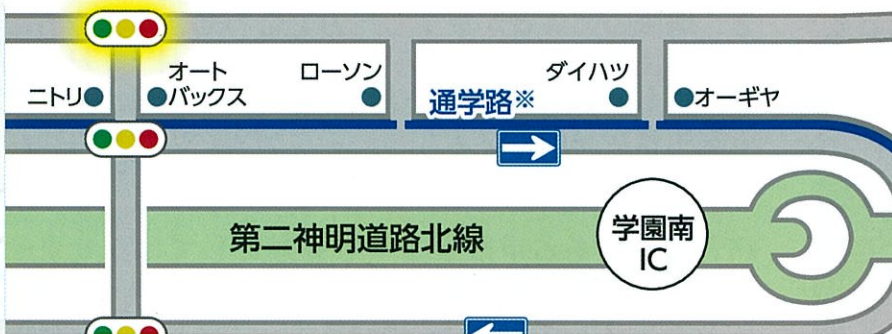 ニトリ
オート
バックス
ローソン
通学路※
ダイハツ
オーギヤ
第二神明道路北線
学園南
IC